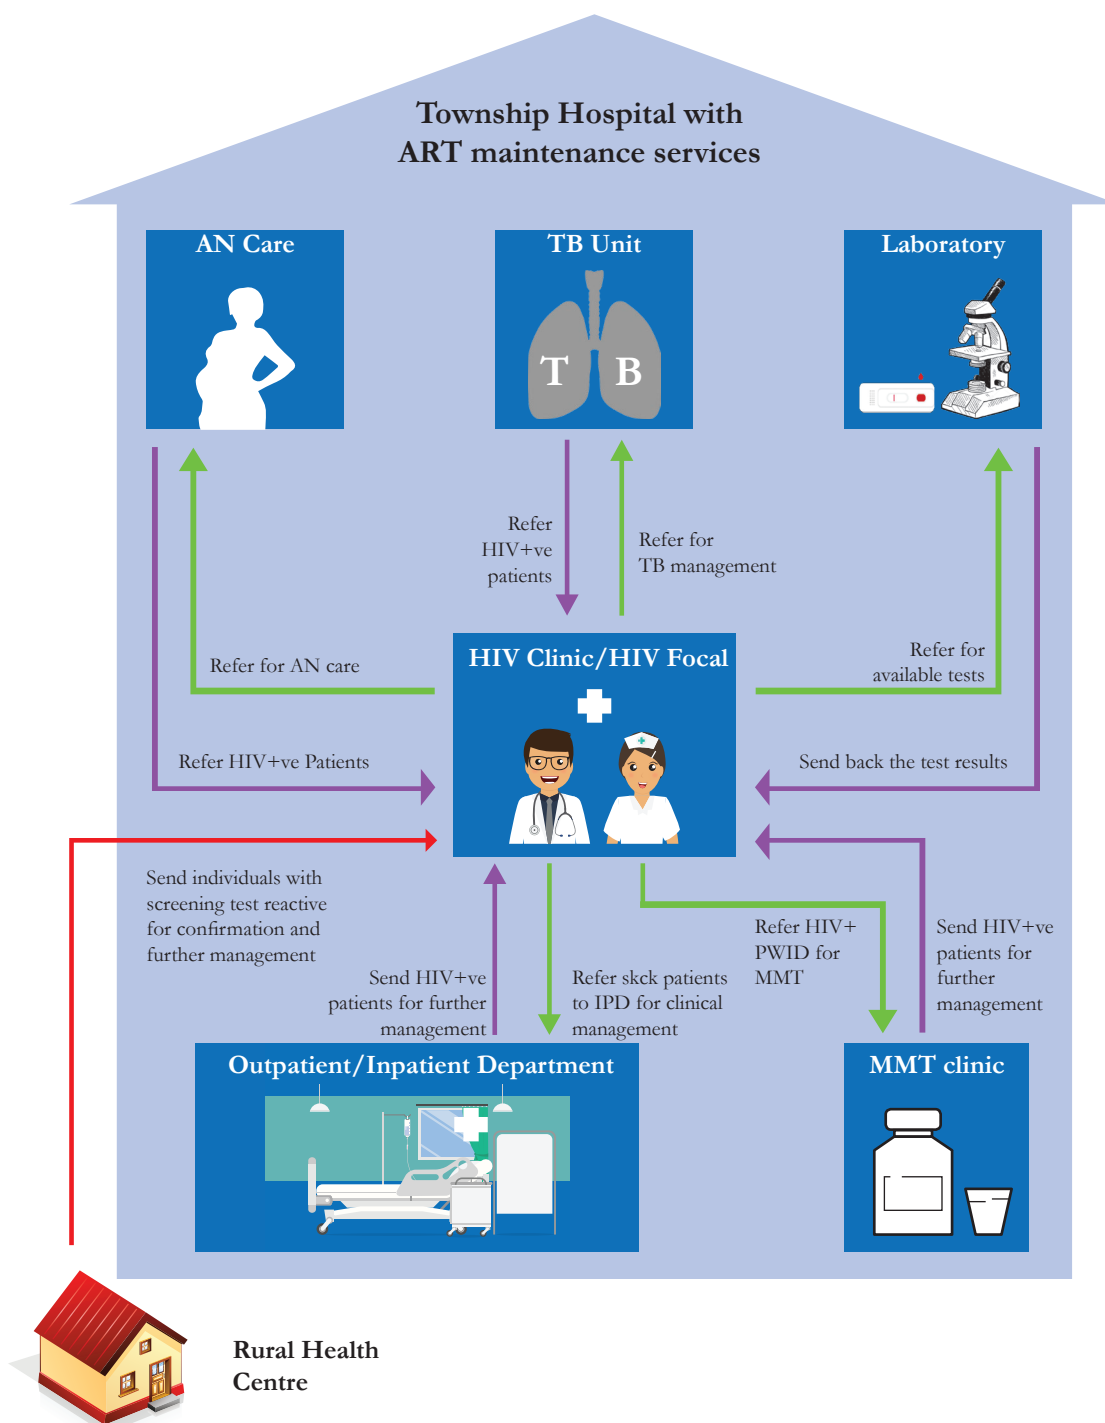 Township Hospital with
ART maintenance services
AN Care
TB Unit
Laboratory
T B
Refer
HIV+ve
patients
Refer for
TB management
HIV Clinic/HIV Focal
Refer for AN care
Refer for
available tests
Refer HIV+ve Patients
Send back the test results
Send individuals with
screening test reactive
for confirmation and
further management
Send HIV+ve
patients for further
management
Refer skck patients
to IPD for clinical
management
Refer HIV+
PWID for
MMT
Send HIV+ve
patients for
further
management
Outpatient/Inpatient Department
MMT clinic
Rural Health
Centre